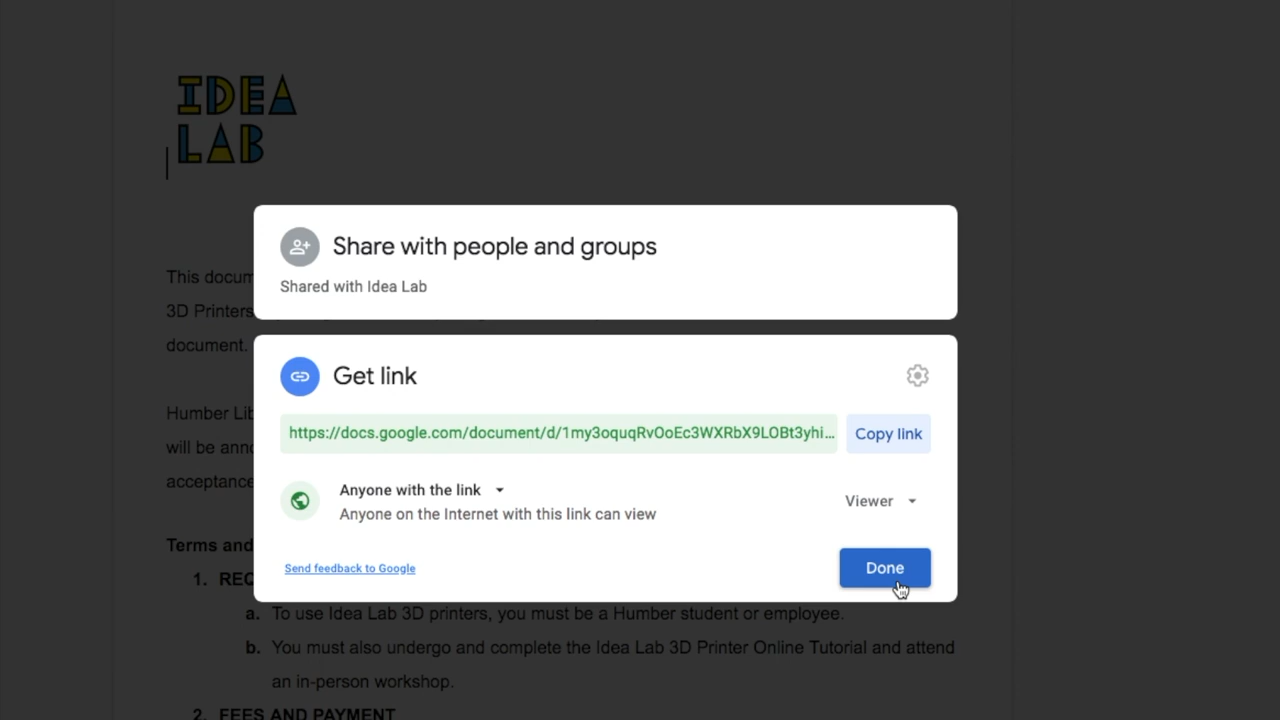 IDEA
LAB
Share with people and groups
This docum
Shared with Idea Lab
3D Printers
document.
Get link
Humber Lib
https://docs.google.com/document/d/1my3oquqRvOoEc3WXRbX9LOBt3yhi...
Copy link
will be anno
acceptance
Anyone with the link
Viewer
Anyone on the Internet with this link can view
Terms and
Send feedback to Google
Done
1. REQ
a. To use Idea Lab 3D printers, you must be a Humber student or employee.
b. You must also undergo and complete the Idea Lab 3D Printer Online Tutorial and attend
an in-person workshop.
2. FEES AND PAYMENT